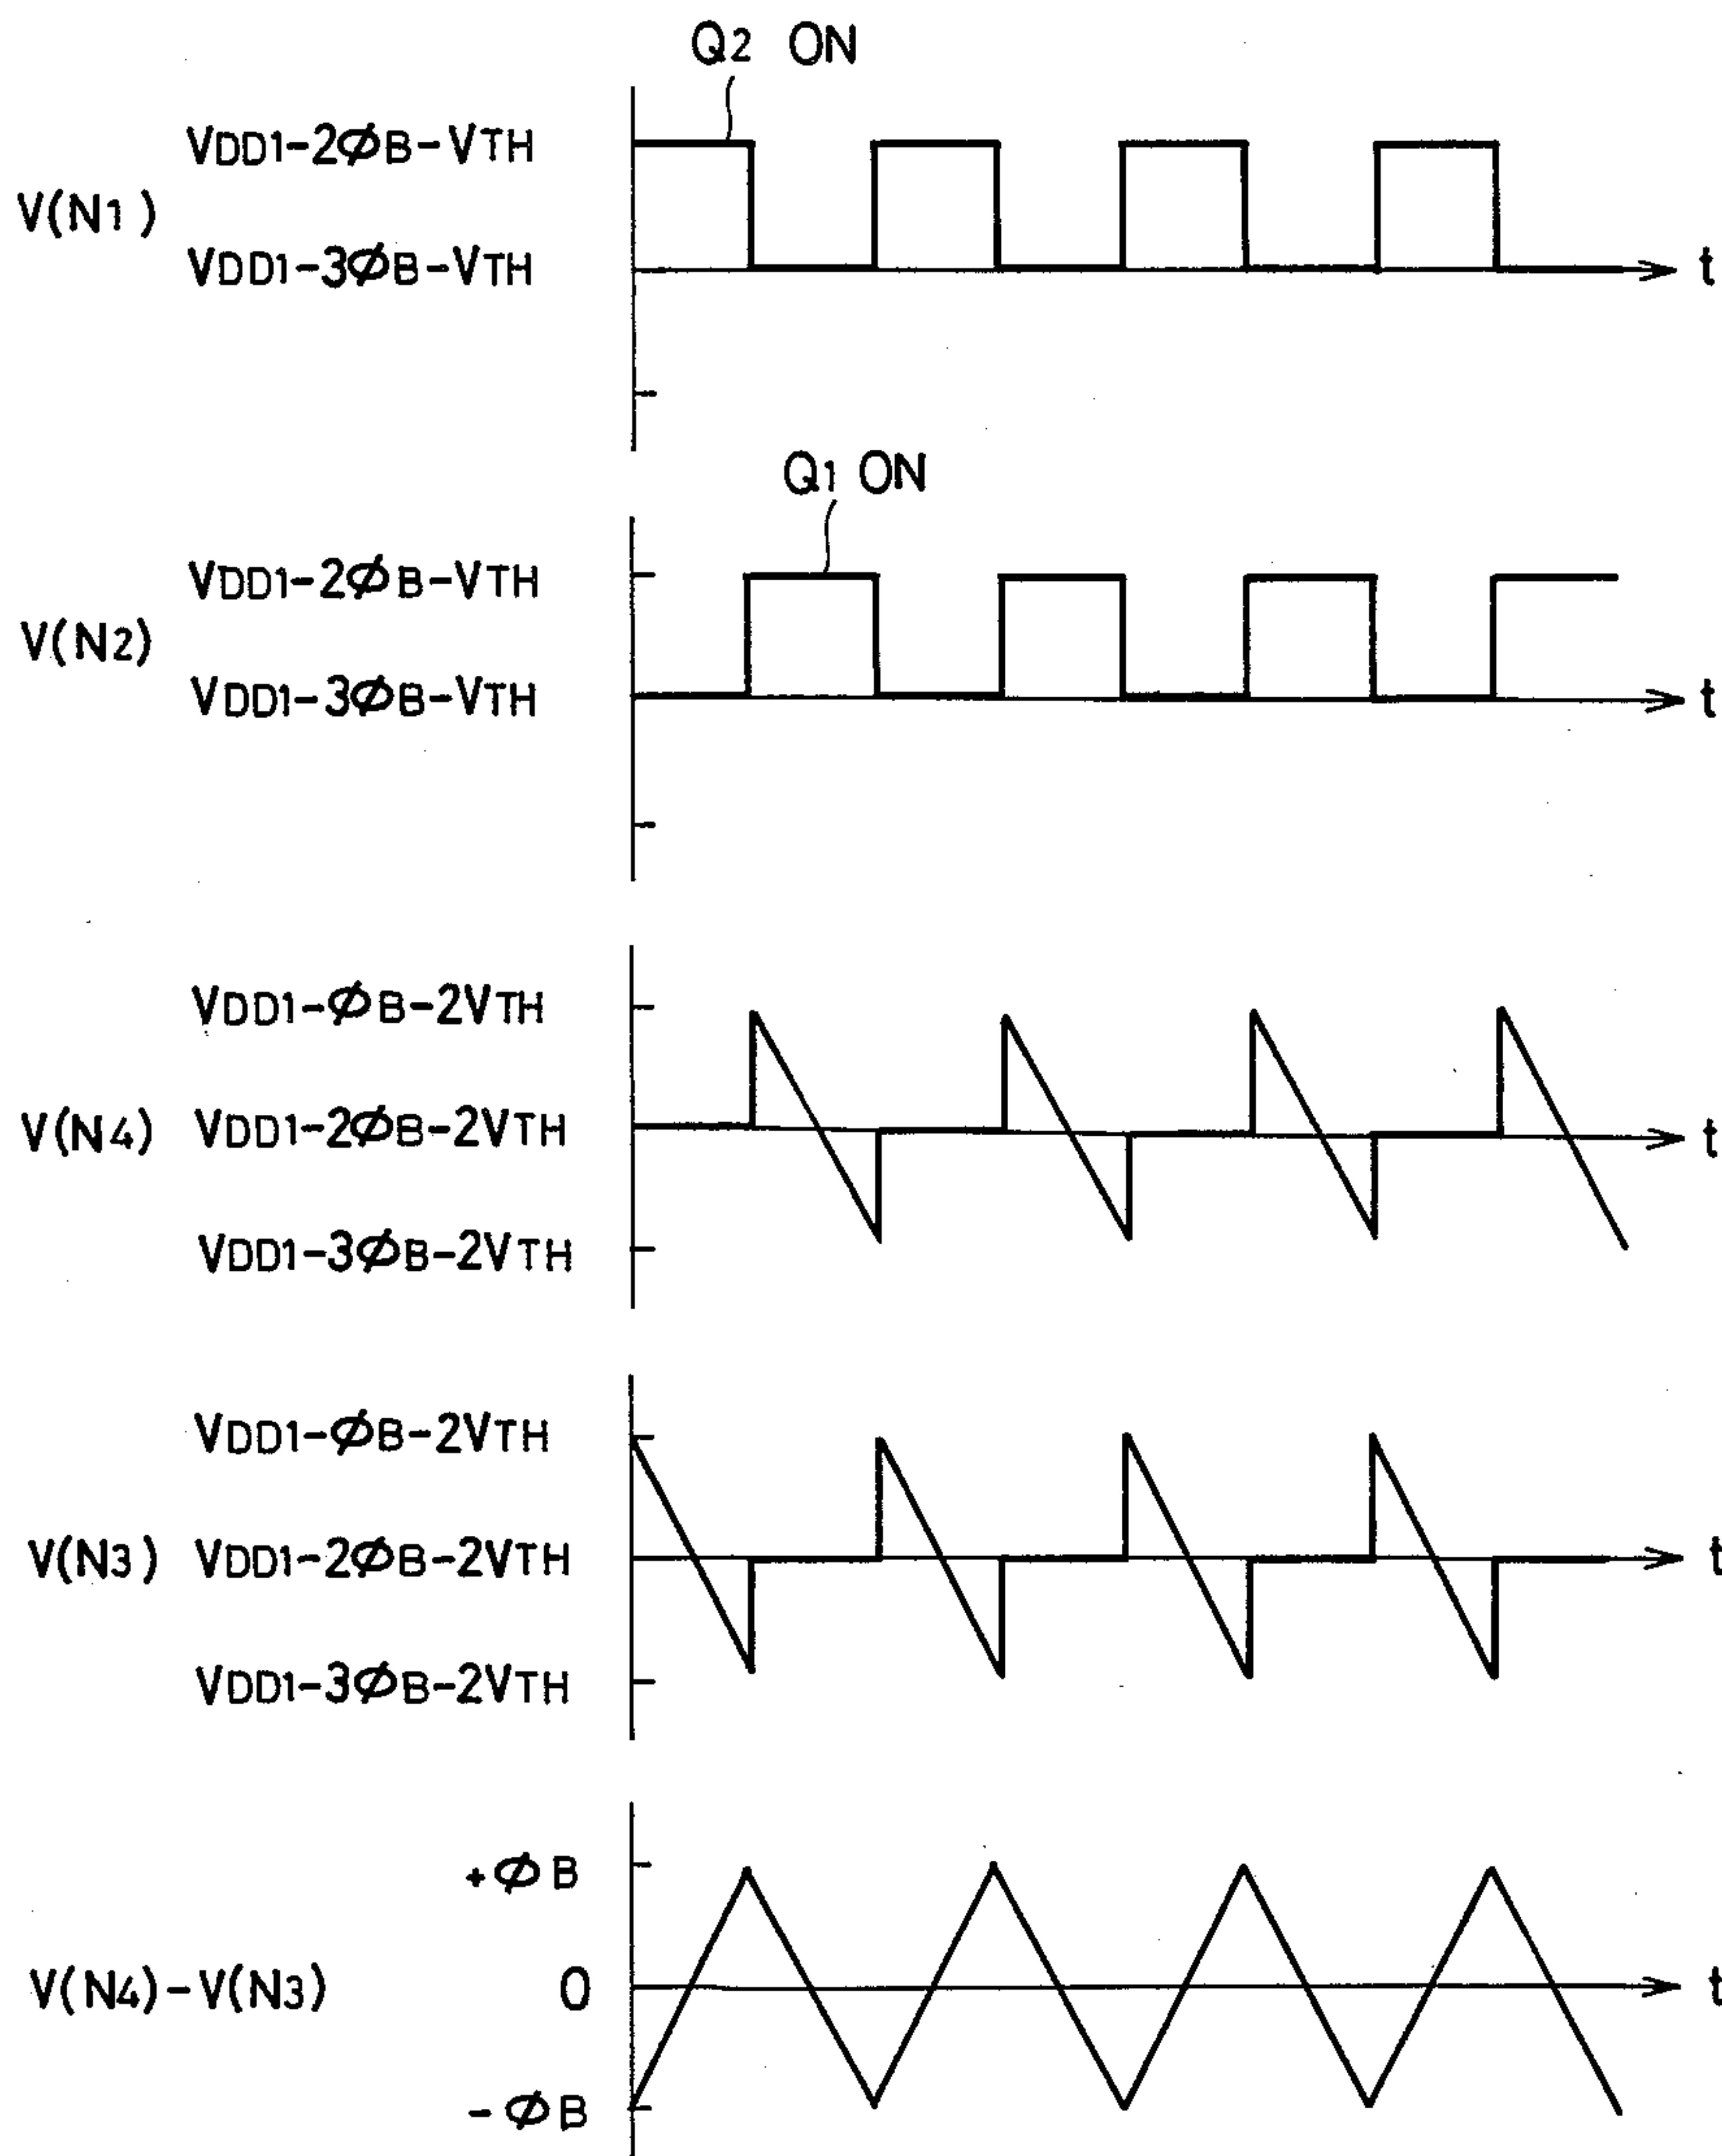 Q2 ON
VDD1-2ΦB-VTH
V(N1)
VDD1-3ΦB-VTH
t
Q1 ON
VDD1-2ΦB-VTH
V(N2)
VDD1-3ΦB-VTH
t
VDD1-ΦB-2VTH
V(N4) VDD1-2ΦB-2VTH
t
VDD1-3ΦB-2VTH
VDD1-ΦB-2VTH
V(N3) VDD1-2ΦB-2VTH
t
VDD1-3ΦB-2VTH
+ΦB
V(N4)-V(N3) 0
t
-ΦB